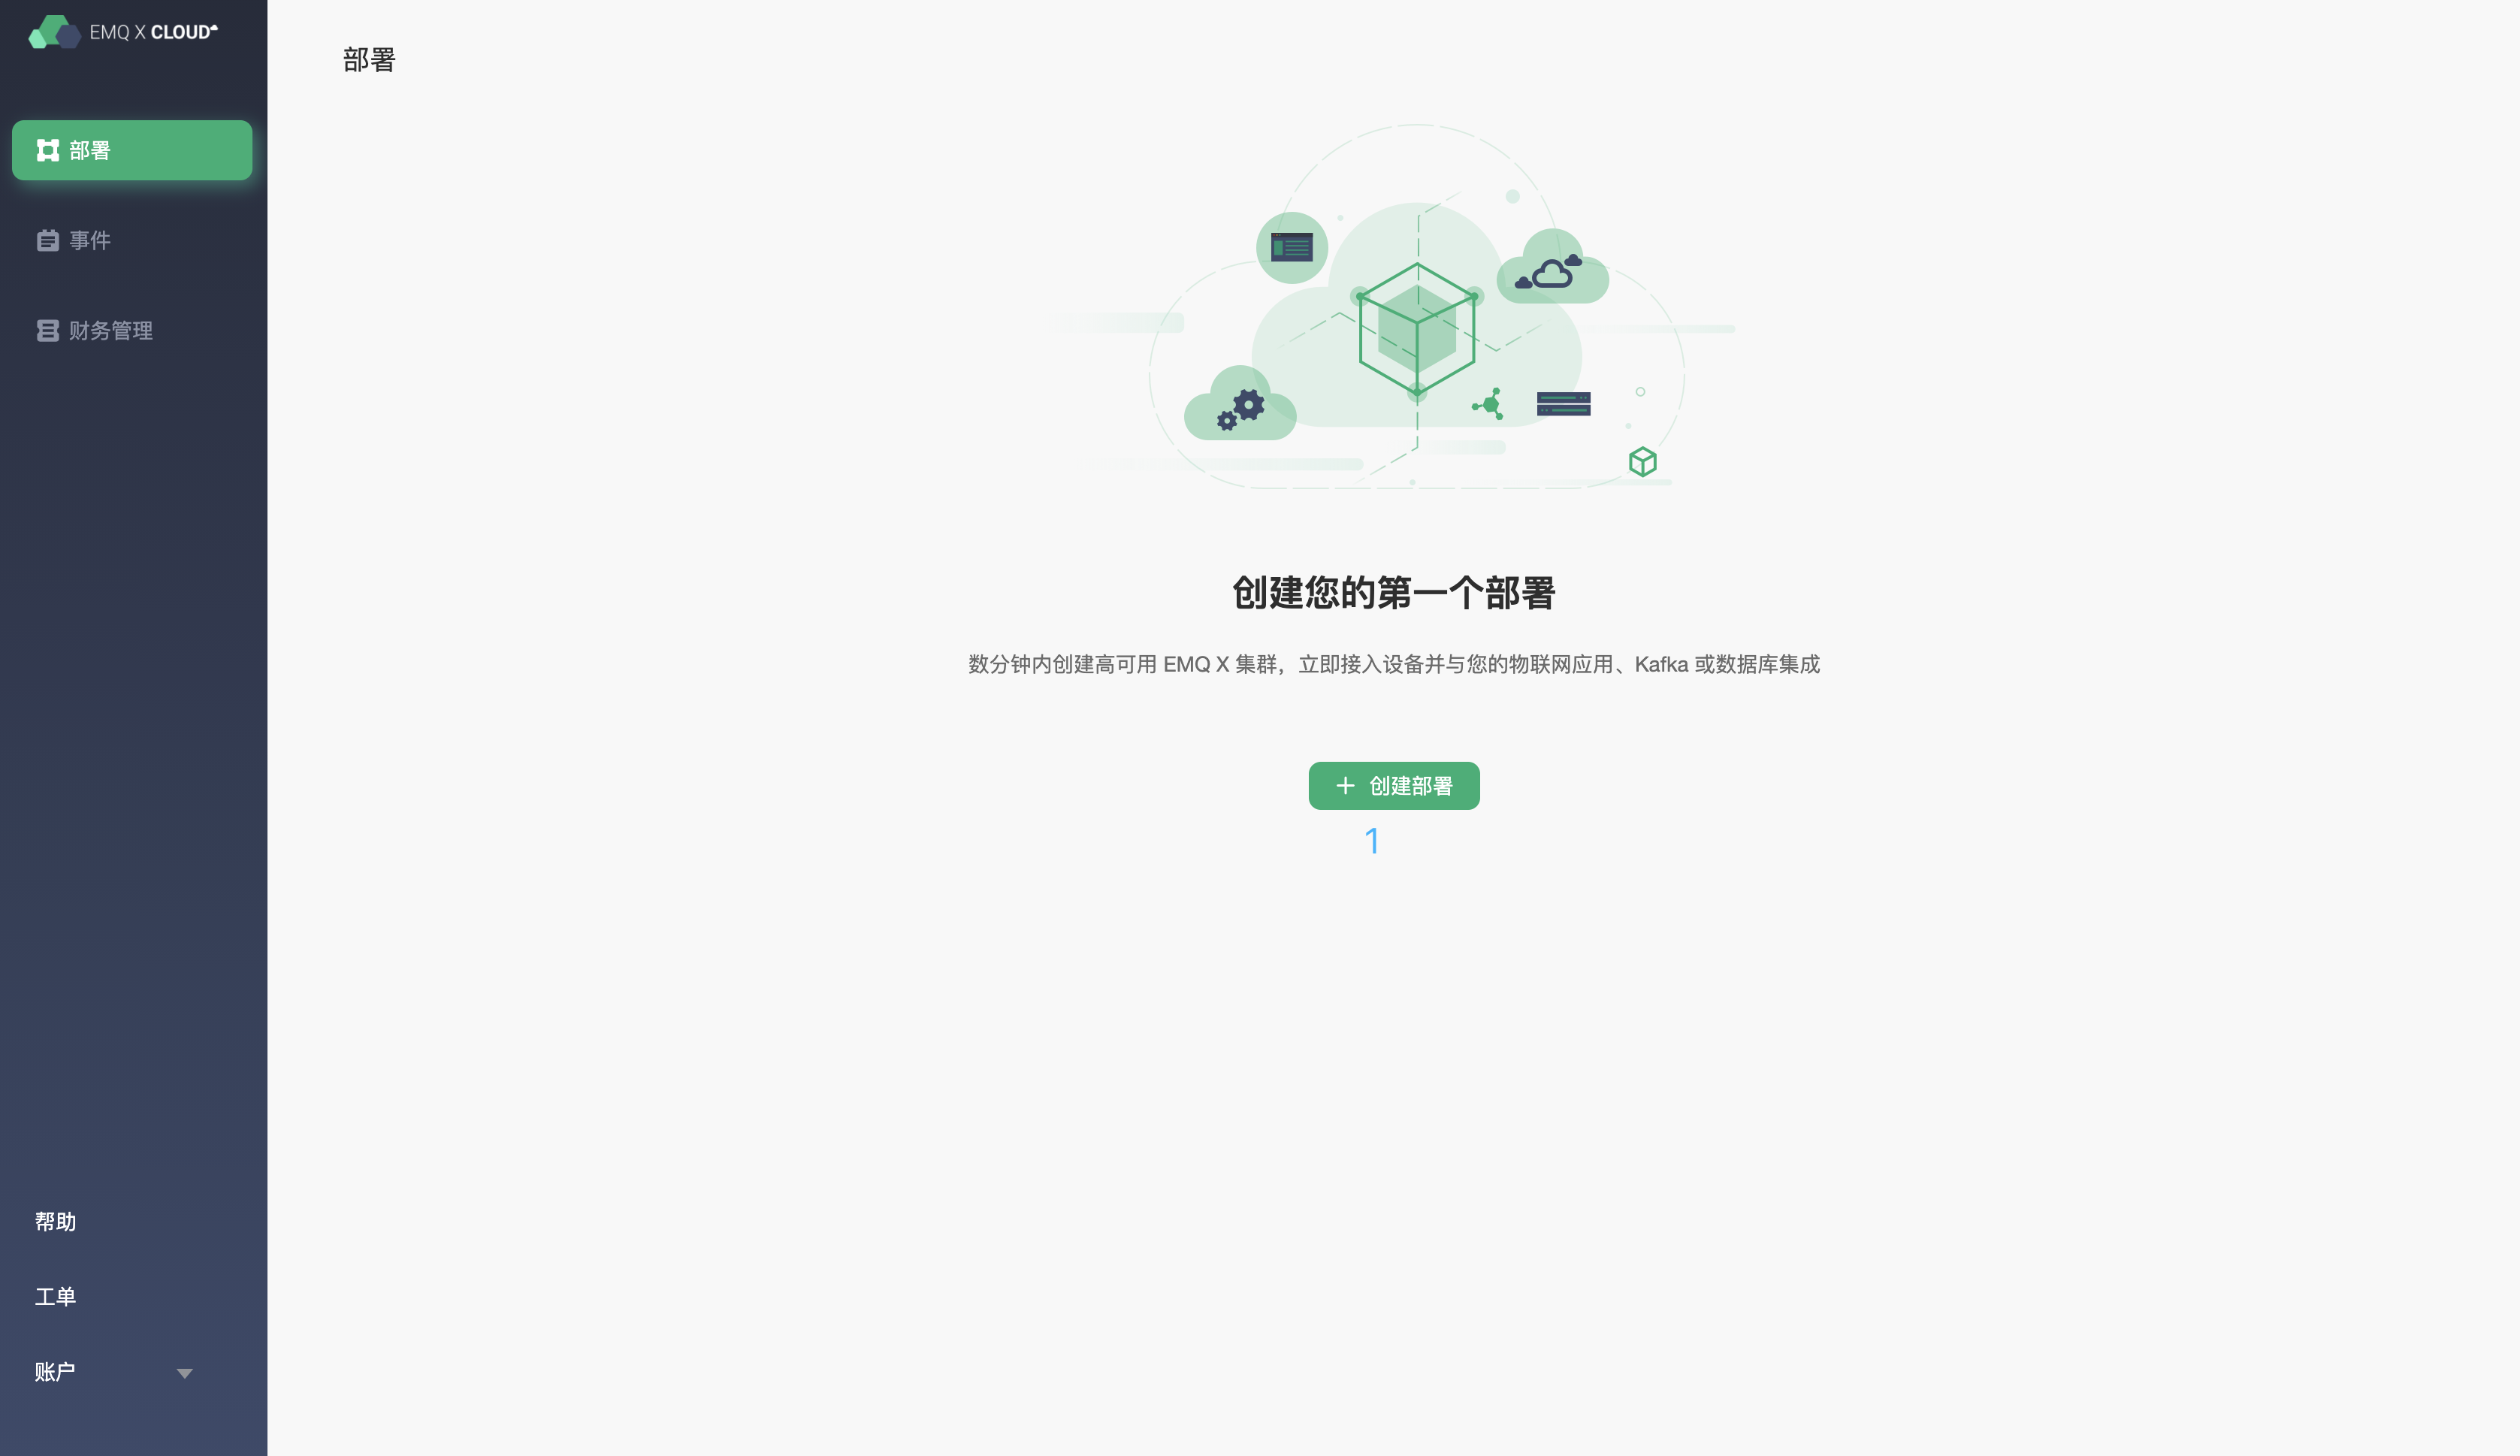 EMQ X CLOUD
部署
事件
财务管理
帮助
工单
账户
部署
创建您的第一个部署
数分钟内创建高可用 EMQ X 集群，立即接入设备并与您的物联网应用、Kafka 或数据库集成
+ 创建部署
1